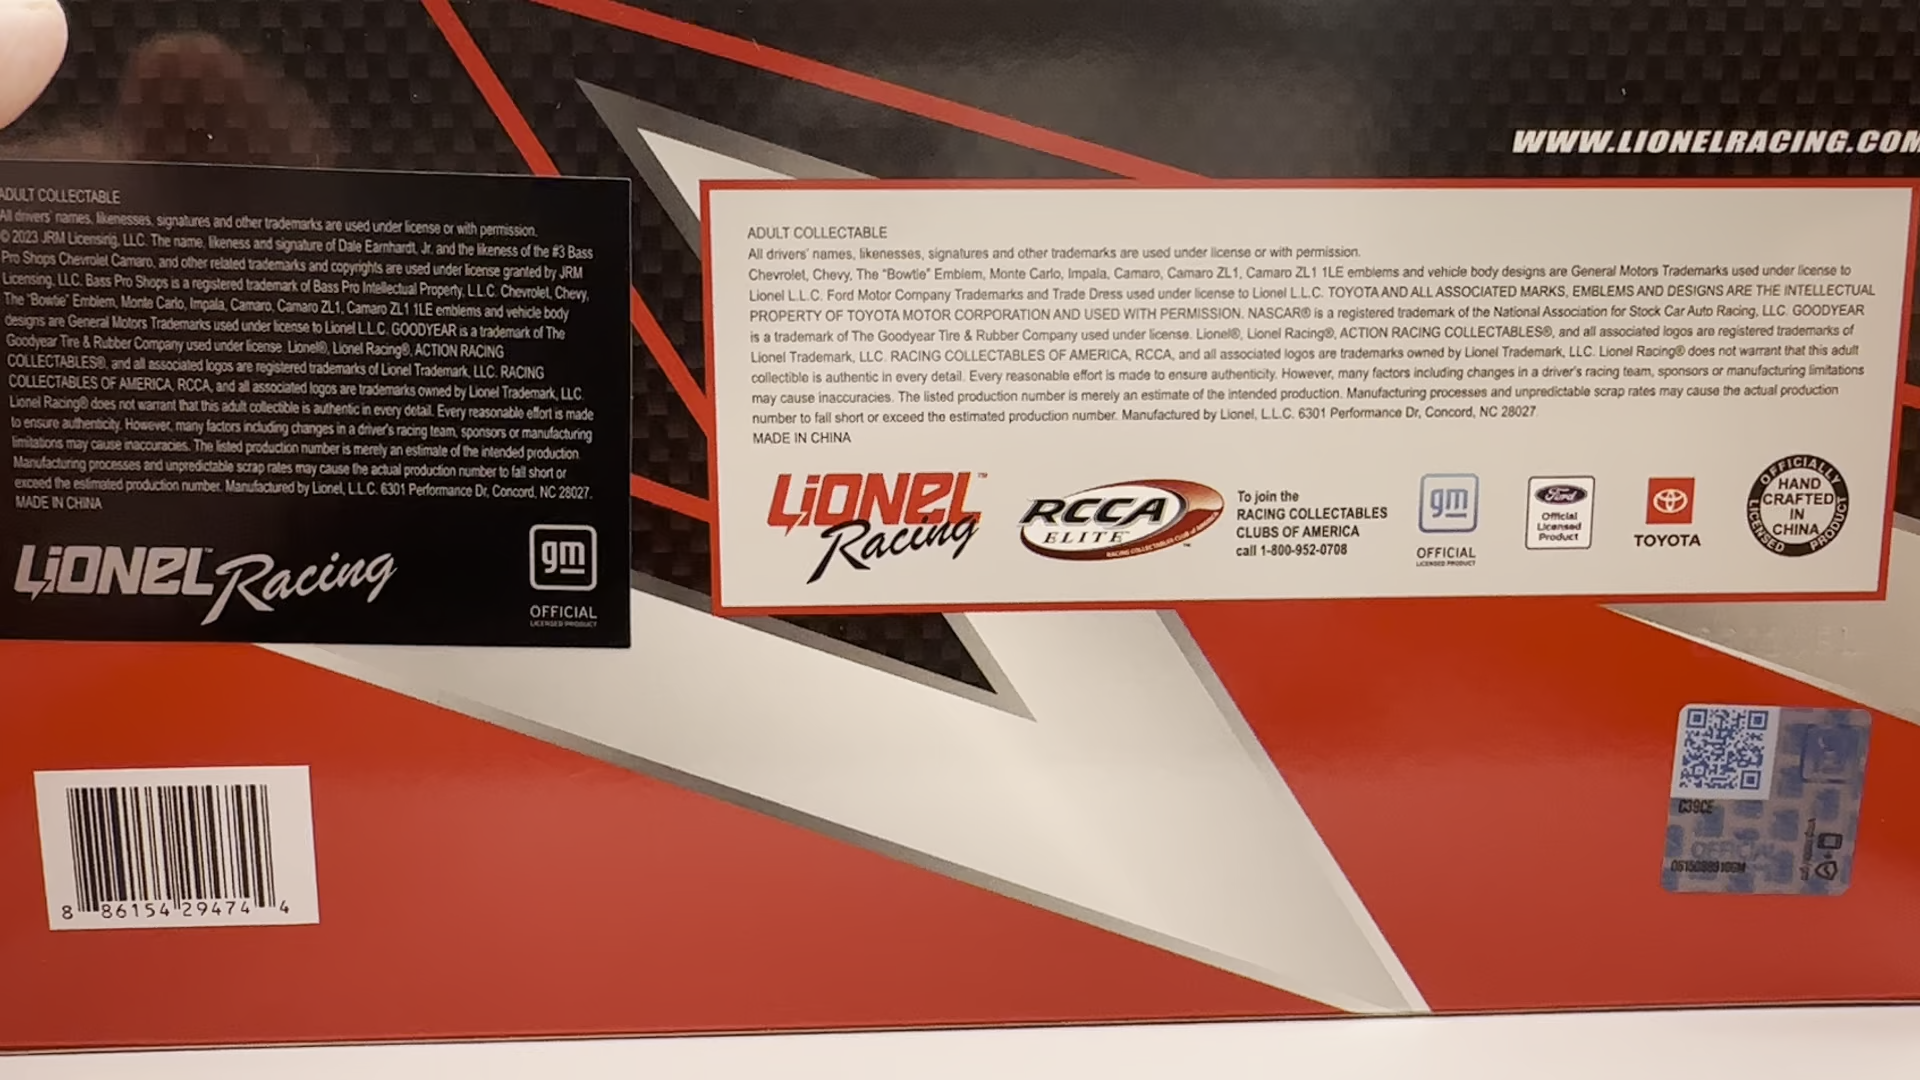 WWW.LIONELRACING.COM
ADULT COLLECTABLE
All drivers' names, likenesses, signatures and other trademarks are used under license or with permission.
© 2023 JRM Licensing, LLC. The name, likeness and signature of Dale Earnhardt, Jr. and the likeness of the #3 Bass
Pro Shops Chevrolet Camaro, and other related trademarks and copyrights are used under license granted by JRM
Licensing, LLC. Bass Pro Shops is a registered trademark of Bass Pro Intellectual Property, L.L.C. Chevrolet, Chevy,
The "Bowtie" Emblem, Monte Carlo, Impala, Camaro, Camaro ZL1, Camaro ZL1 1LE emblems and vehicle body
designs are General Motors Trademarks used under license to Lionel L.L.C. GOODYEAR is a trademark of The
Goodyear Tire & Rubber Company used under license. Lionel®, Lionel Racing®, ACTION RACING
COLLECTABLES®, and all associated logos are registered trademarks of Lionel Trademark, LLC. RACING
COLLECTABLES OF AMERICA, RCCA, and all associated logos are trademarks owned by Lionel Trademark, LLC.
Lionel Racing® does not warrant that this adult collectible is authentic in every detail. Every reasonable effort is made
to ensure authenticity. However, many factors including changes in a driver's racing team, sponsors or manufacturing
limitations may cause inaccuracies. The listed production number is merely an estimate of the intended production.
Manufacturing processes and unpredictable scrap rates may cause the actual production number to fall short or
exceed the estimated production number. Manufactured by Lionel, L.L.C. 6301 Performance Dr, Concord, NC 28027.
MADE IN CHINA
LIONEL Racing
gm
OFFICIAL
LICENSED PRODUCT
8 86154 29474 4
ADULT COLLECTABLE
All drivers' names, likenesses, signatures and other trademarks are used under license or with permission.
Chevrolet, Chevy, The "Bowtie" Emblem, Monte Carlo, Impala, Camaro, Camaro ZL1, Camaro ZL1 1LE emblems and vehicle body designs are General Motors Trademarks used under license to
Lionel L.L.C. Ford Motor Company Trademarks and Trade Dress used under license to Lionel L.L.C. TOYOTA AND ALL ASSOCIATED MARKS, EMBLEMS AND DESIGNS ARE THE INTELLECTUAL
PROPERTY OF TOYOTA MOTOR CORPORATION AND USED WITH PERMISSION. NASCAR® is a registered trademark of the National Association for Stock Car Auto Racing, LLC. GOODYEAR
is a trademark of The Goodyear Tire & Rubber Company used under license. Lionel®, Lionel Racing®, ACTION RACING COLLECTABLES®, and all associated logos are registered trademarks of
Lionel Trademark, LLC. RACING COLLECTABLES OF AMERICA, RCCA, and all associated logos are trademarks owned by Lionel Trademark, LLC. Lionel Racing® does not warrant that this adult
collectible is authentic in every detail. Every reasonable effort is made to ensure authenticity. However, many factors including changes in a driver's racing team, sponsors or manufacturing limitations
may cause inaccuracies. The listed production number is merely an estimate of the intended production. Manufacturing processes and unpredictable scrap rates may cause the actual production
number to fall short or exceed the estimated production number. Manufactured by Lionel, L.L.C. 6301 Performance Dr, Concord, NC 28027.
MADE IN CHINA
LIONEL™
Racing
RCCA
ELITE™
To join the
RACING COLLECTABLES
CLUBS OF AMERICA
call 1-800-952-0708
gm
OFFICIAL
LICENSED PRODUCT
Ford
Official
Licensed
Product
TOYOTA
OFFICIALLY LICENSED PRODUCT
HAND
CRAFTED
IN
CHINA
C39CE